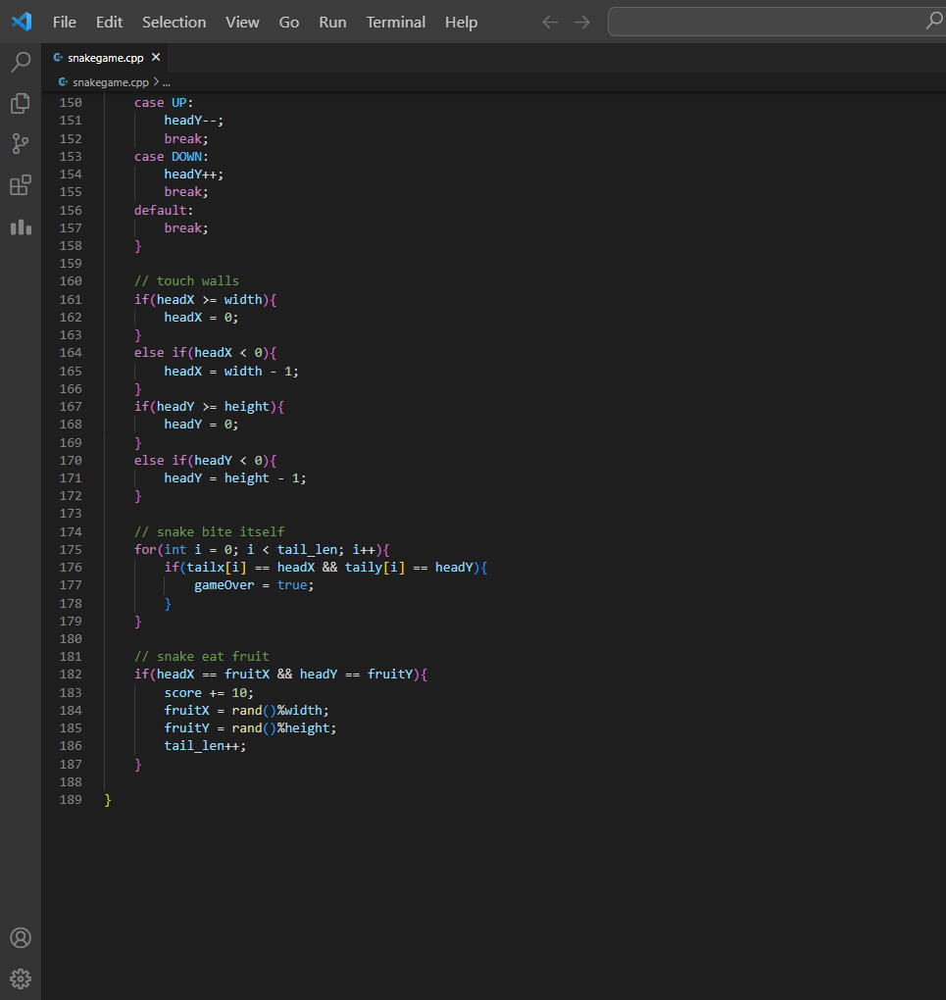 File Edit Selection View Go Run Terminal Help
snakegame.cpp
snakegame.cpp > ...
150 case UP:
151 headY--;
152 break;
153 case DOWN:
154 headY++;
155 break;
156 default:
157 break;
158 }
159
160 // touch walls
161 if(headX >= width){
162 headX = 0;
163 }
164 else if(headX < 0){
165 headX = width - 1;
166 }
167 if(headY >= height){
168 headY = 0;
169 }
170 else if(headY < 0){
171 headY = height - 1;
172 }
173
174 // snake bite itself
175 for(int i = 0; i < tail_len; i++){
176 if(tailx[i] == headX && taily[i] == headY){
177 gameOver = true;
178 }
179 }
180
181 // snake eat fruit
182 if(headX == fruitX && headY == fruitY){
183 score += 10;
184 fruitX = rand()%width;
185 fruitY = rand()%height;
186 tail_len++;
187 }
188
189 }